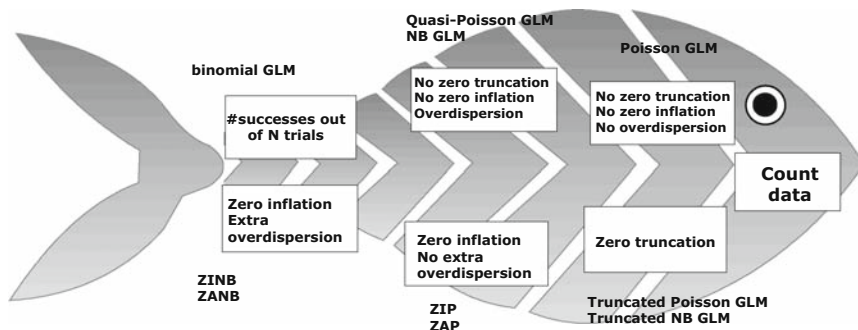 Quasi-Poisson GLM
NB GLM
Poisson GLM
binomial GLM
No zero truncation
No zero inflation
Overdispersion
No zero truncation
No zero inflation
No overdispersion
#successes out
of N trials
Count
data
Zero inflation
Extra
overdispersion
Zero inflation
No extra
overdispersion
Zero truncation
ZINB
ZANB
ZIP
ZAP
Truncated Poisson GLM
Truncated NB GLM